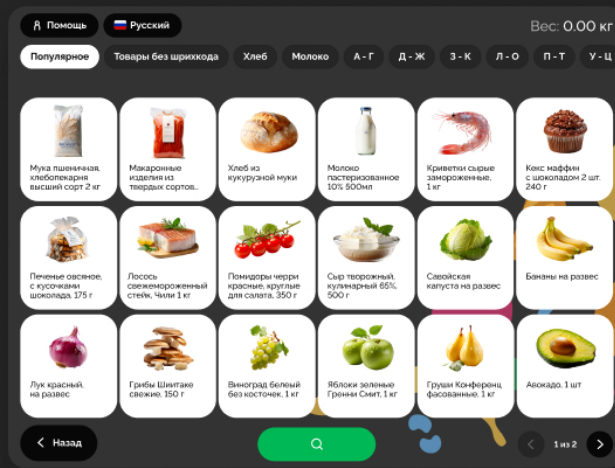 Помощь
Русский
Вес: 0.00 кг
Популярное
Товары без шрихкода
Хлеб
Молоко
А - Г
Д - Ж
З - К
Л - О
П - Т
У - Ц
Мука пшеничная,
хлебопекарня
высший сорт 2 кг
Макаронные
изделия из
твердых сортов..
Хлеб из
кукурузной муки
Молоко
пастеризованное
10% 500мл
Криветки сырые
замороженные,
1 кг
Кекс маффин
с шоколадом 2 шт.
240 г
Печенье овсяное,
с кусочками
шоколада, 175 г
Лосось
свежемороженный
стейк, Чили 1 кг
Помидоры черри
красные, круглые
для салата, 350 г
Сыр творожный,
кулинарный 65%,
500 г
Савойская
капуста на развес
Бананы на развес
Лук красный,
на развес
Грибы Шиитаке
свежие, 150 г
Виноград белеый
без косточек, 1 кг
Яблоки зеленые
Гренни Смит, 1 кг
Груши Конференц
фасованные, 1 кг
Авокадо, 1 шт
Назад
1 из 2